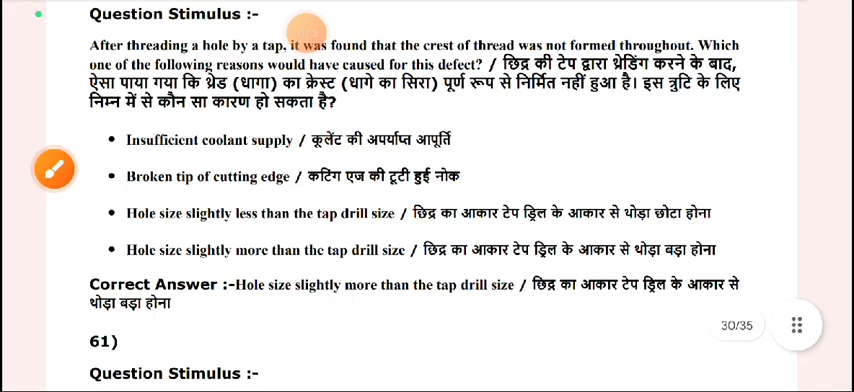 Question Stimulus :-
After threading a hole by a tap, it was found that the crest of thread was not formed throughout. Which
one of the following reasons would have caused for this defect? / छिद्र की टेप द्वारा थ्रेडिंग करने के बाद,
ऐसा पाया गया कि थ्रेड (धागा) का क्रेस्ट (धागे का सिरा) पूर्ण रूप से निर्मित नहीं हुआ है। इस त्रुटि के लिए
निम्न में से कौन सा कारण हो सकता है?
Insufficient coolant supply / कूलेंट की अपर्याप्त आपूर्ति
Broken tip of cutting edge / कटिंग एज की टूटी हुई नोक
Hole size slightly less than the tap drill size / छिद्र का आकार टेप ड्रिल के आकार से थोड़ा छोटा होना
Hole size slightly more than the tap drill size / छिद्र का आकार टेप ड्रिल के आकार से थोड़ा बड़ा होना
Correct Answer :-Hole size slightly more than the tap drill size / छिद्र का आकार टेप ड्रिल के आकार से
थोड़ा बड़ा होना
30/35
61)
Question Stimulus :-